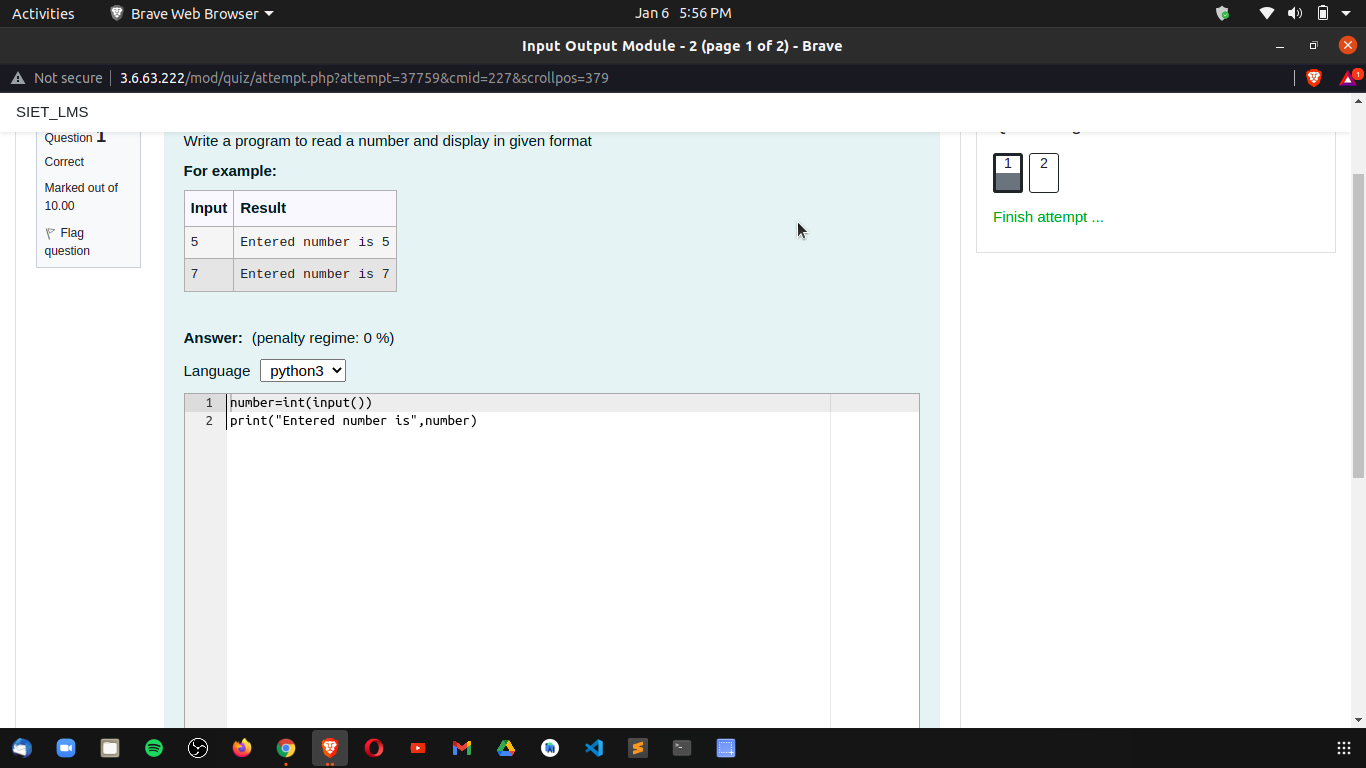 Activities
Brave Web Browser
Jan 6 5:56 PM
Input Output Module - 2 (page 1 of 2) - Brave
Not secure
3.6.63.222/mod/quiz/attempt.php?attempt=37759&cmid=227&scrollpos=379
1
SIET_LMS
Question 1
Correct
Marked out of
10.00
Flag
question
Write a program to read a number and display in given format
For example:
Input Result
5 Entered number is 5
7 Entered number is 7
Answer: (penalty regime: 0 %)
Language python3
1 number=int(input())
2 print("Entered number is",number)
1 2
Finish attempt ...